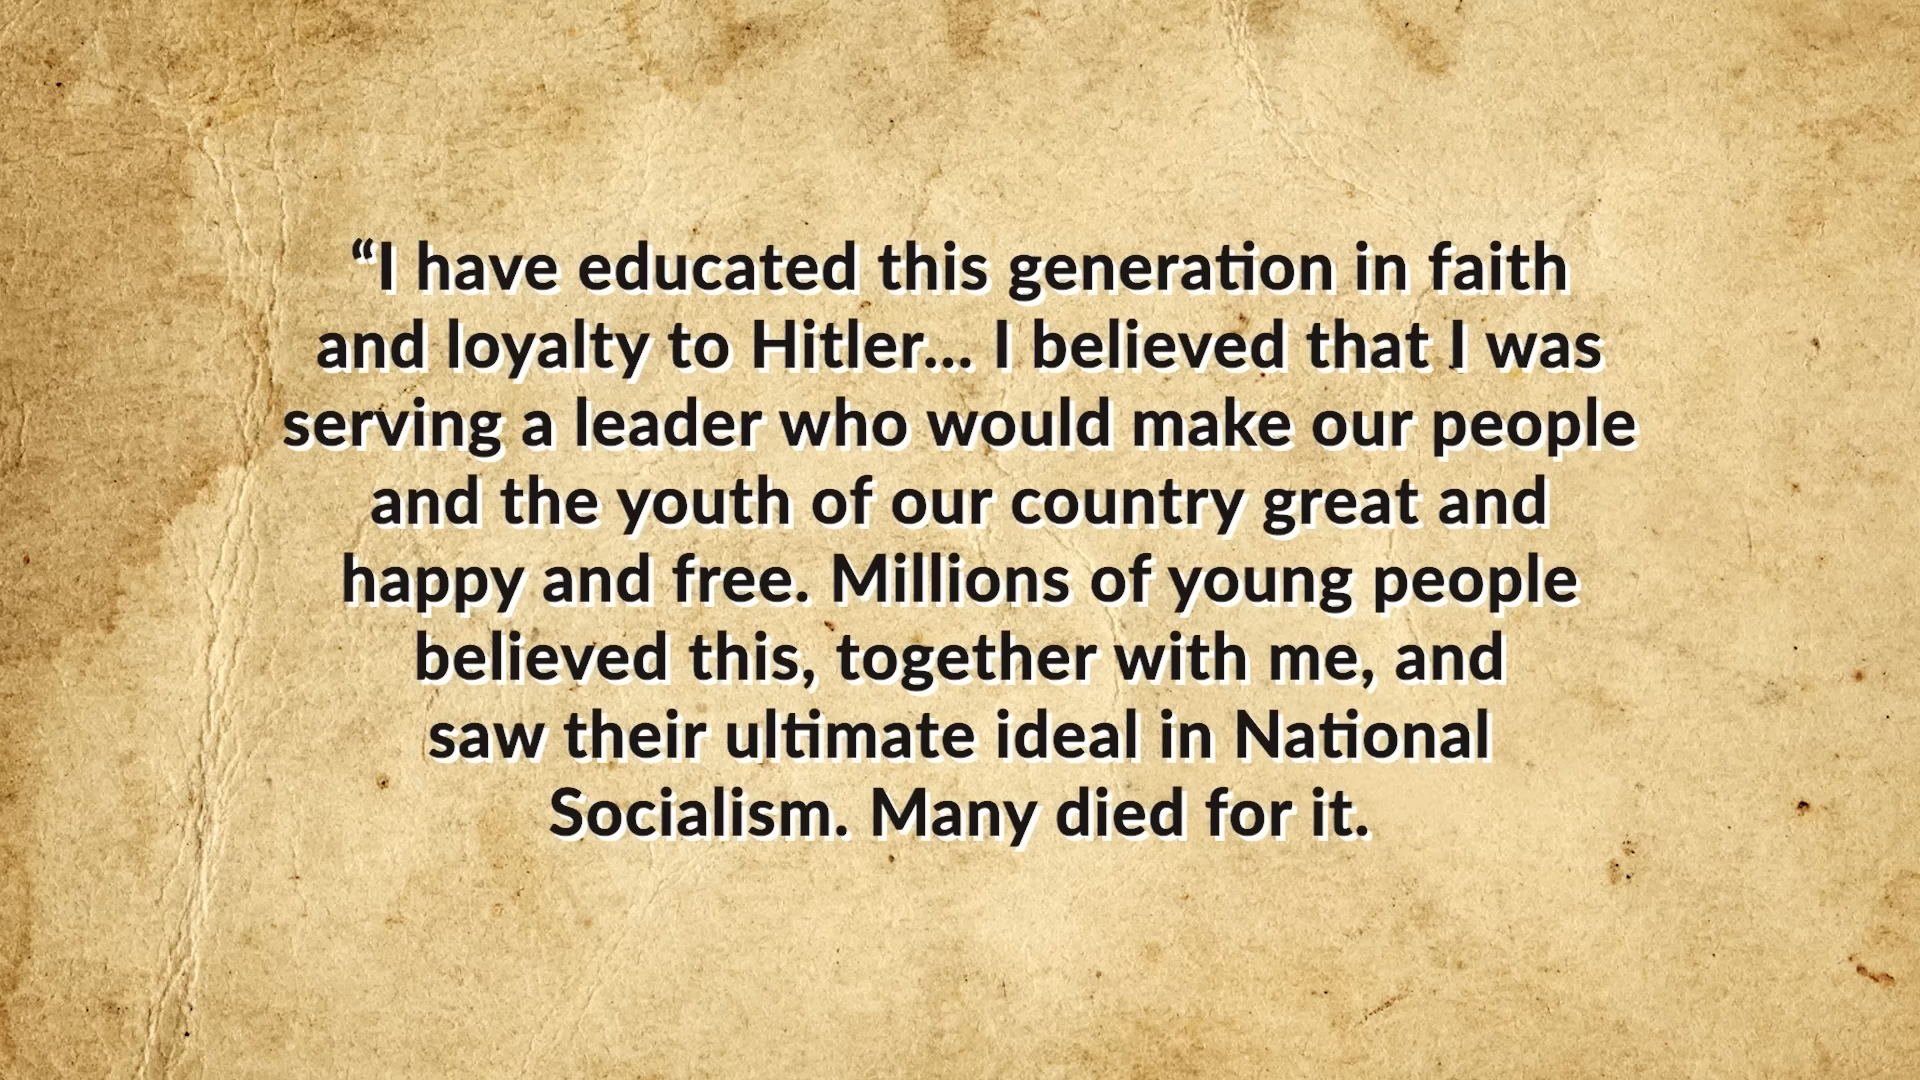 “I have educated this generation in faith
and loyalty to Hitler... I believed that I was
serving a leader who would make our people
and the youth of our country great and
happy and free. Millions of young people
believed this, together with me, and
saw their ultimate ideal in National
Socialism. Many died for it.